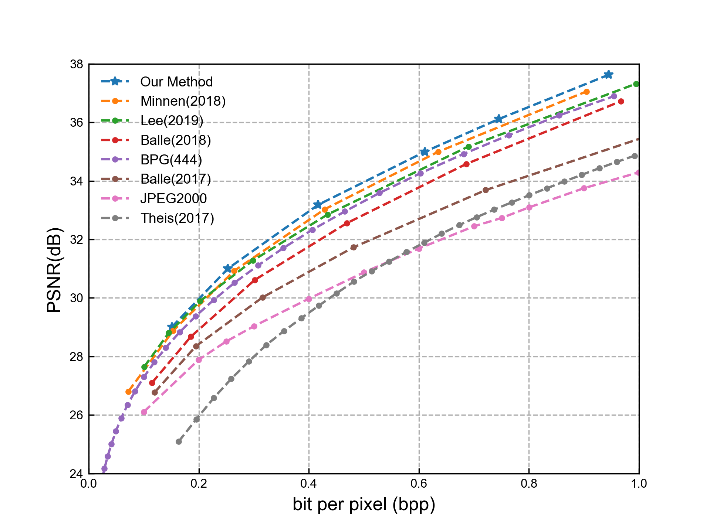 38
36
34
32
30
28
26
24
PSNR(dB)
Our Method
Minnen(2018)
Lee(2019)
Balle(2018)
BPG(444)
Balle(2017)
JPEG2000
Theis(2017)
0.0 0.2 0.4 0.6 0.8 1.0
bit per pixel (bpp)